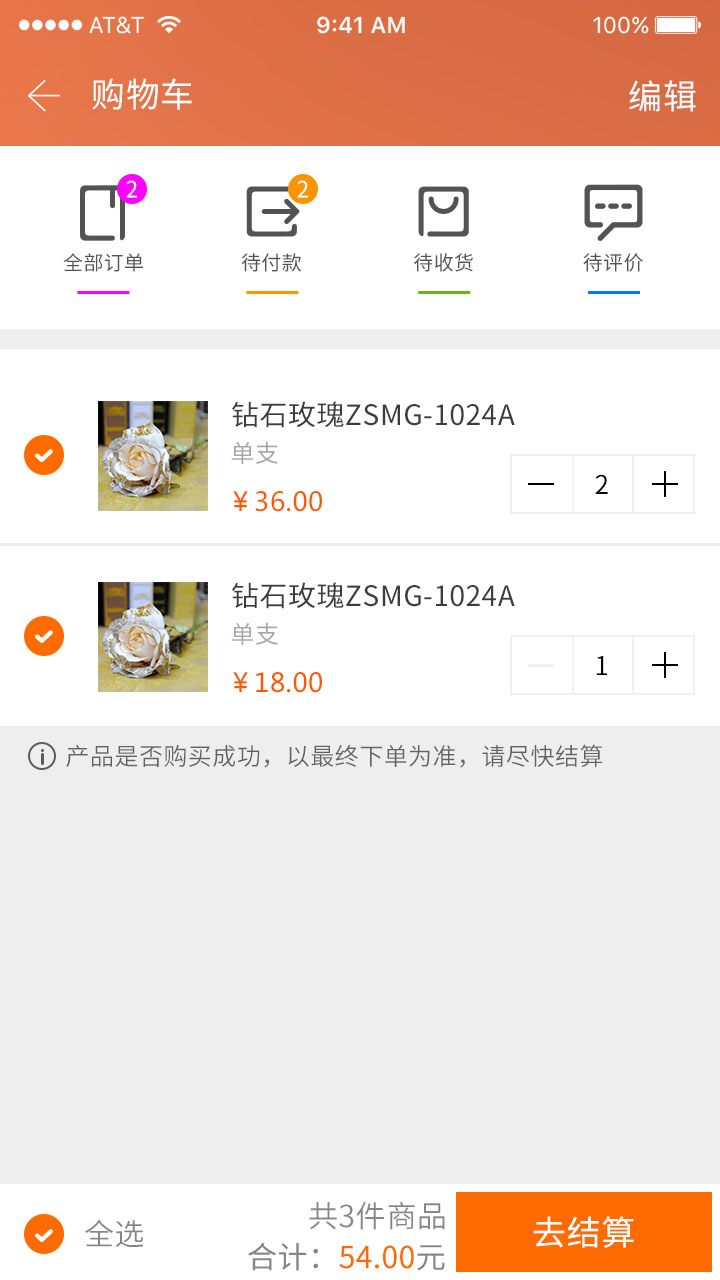 AT&T 9:41 AM 100%
购物车 编辑
2 2
全部订单 待付款 待收货 待评价
钻石玫瑰ZSMG-1024A
单支
¥36.00 2
钻石玫瑰ZSMG-1024A
单支
¥18.00 1
产品是否购买成功，以最终下单为准，请尽快结算
共3件商品
全选 去结算
合计：54.00元